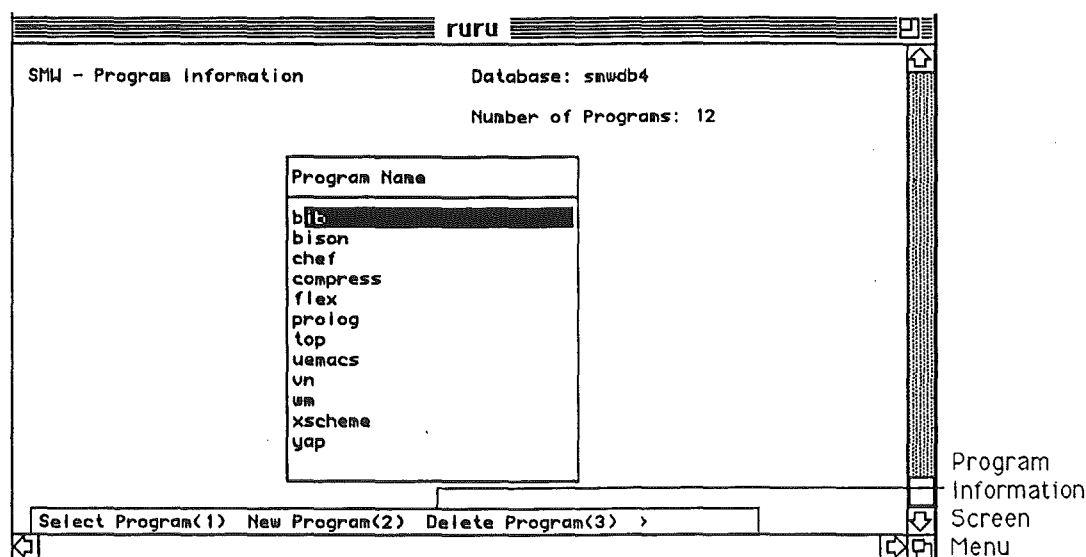 ruru
SMW - Program Information
Database: smwdb4
Number of Programs: 12
Program Name
bib
bison
chef
compress
flex
prolog
top
uemacs
vn
wm
xscheme
yap
Select Program(1) New Program(2) Delete Program(3) >
Program
Information
Screen
Menu